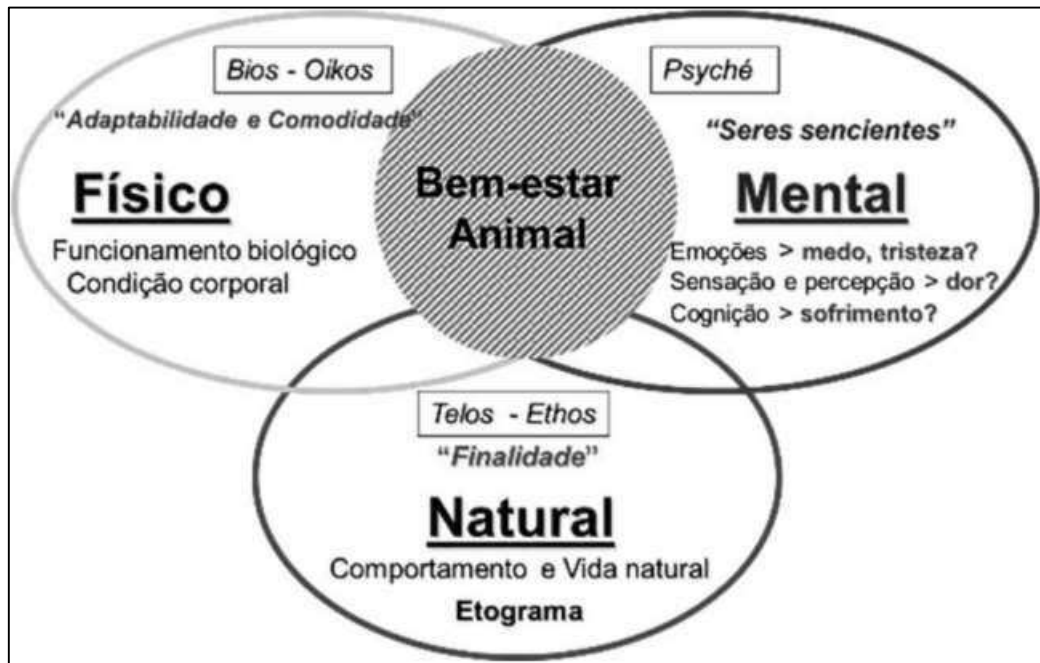 Bios - Oikos
“Adaptabilidade e Comodidade”
Físico
Funcionamento biológico
Condição corporal
Bem-estar
Animal
Psyché
“Seres sencientes”
Mental
Emoções > medo, tristeza?
Sensação e percepção > dor?
Cognição > sofrimento?
Telos - Ethos
“Finalidade”
Natural
Comportamento e Vida natural
Etograma